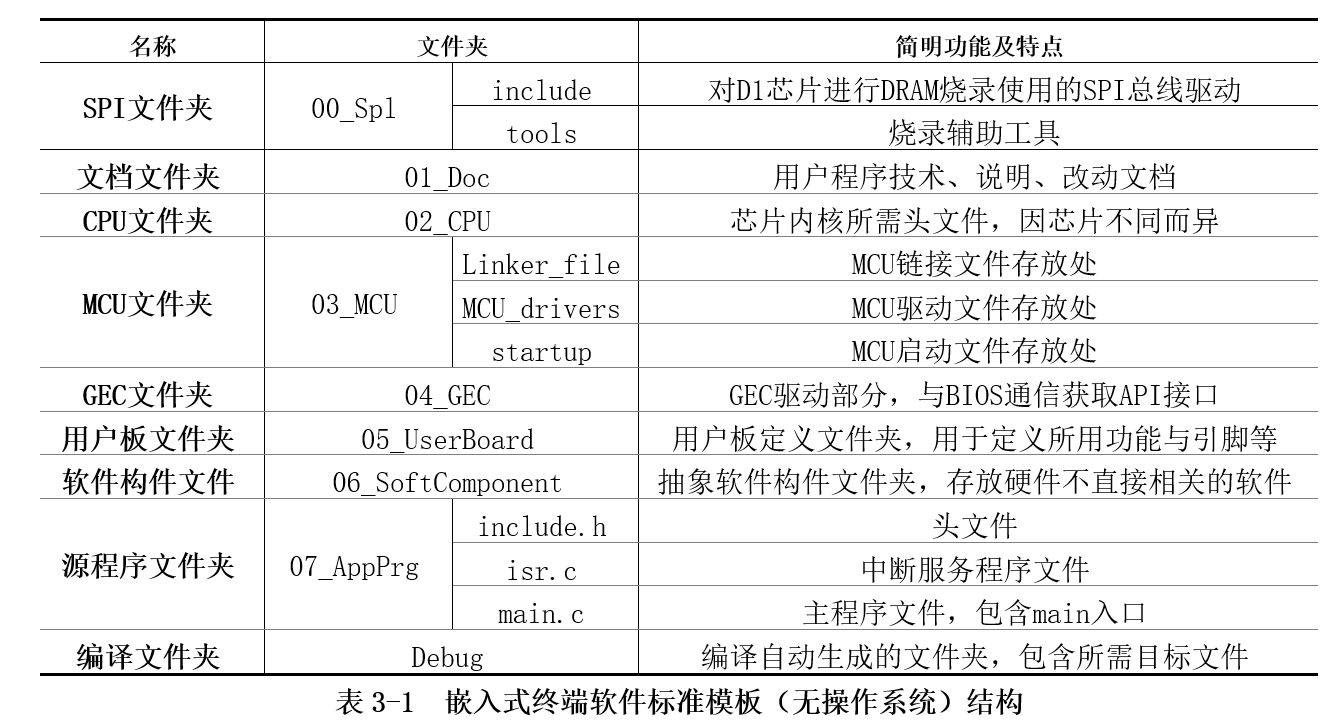 名称 文件夹 简明功能及特点
SPI文件夹 00_Spl include 对D1芯片进行DRAM烧录使用的SPI总线驱动
tools 烧录辅助工具
文档文件夹 01_Doc 用户程序技术、说明、改动文档
CPU文件夹 02_CPU 芯片内核所需头文件，因芯片不同而异
MCU文件夹 03_MCU Linker_file MCU链接文件存放处
MCU_drivers MCU驱动文件存放处
startup MCU启动文件存放处
GEC文件夹 04_GEC GEC驱动部分，与BIOS通信获取API接口
用户板文件夹 05_UserBoard 用户板定义文件夹，用于定义所用功能与引脚等
软件构件文件 06_SoftComponent 抽象软件构件文件夹，存放硬件不直接相关的软件
源程序文件夹 07_AppPrg include.h 头文件
isr.c 中断服务程序文件
main.c 主程序文件，包含main入口
编译文件夹 Debug 编译自动生成的文件夹，包含所需目标文件
表 3-1 嵌入式终端软件标准模板（无操作系统）结构